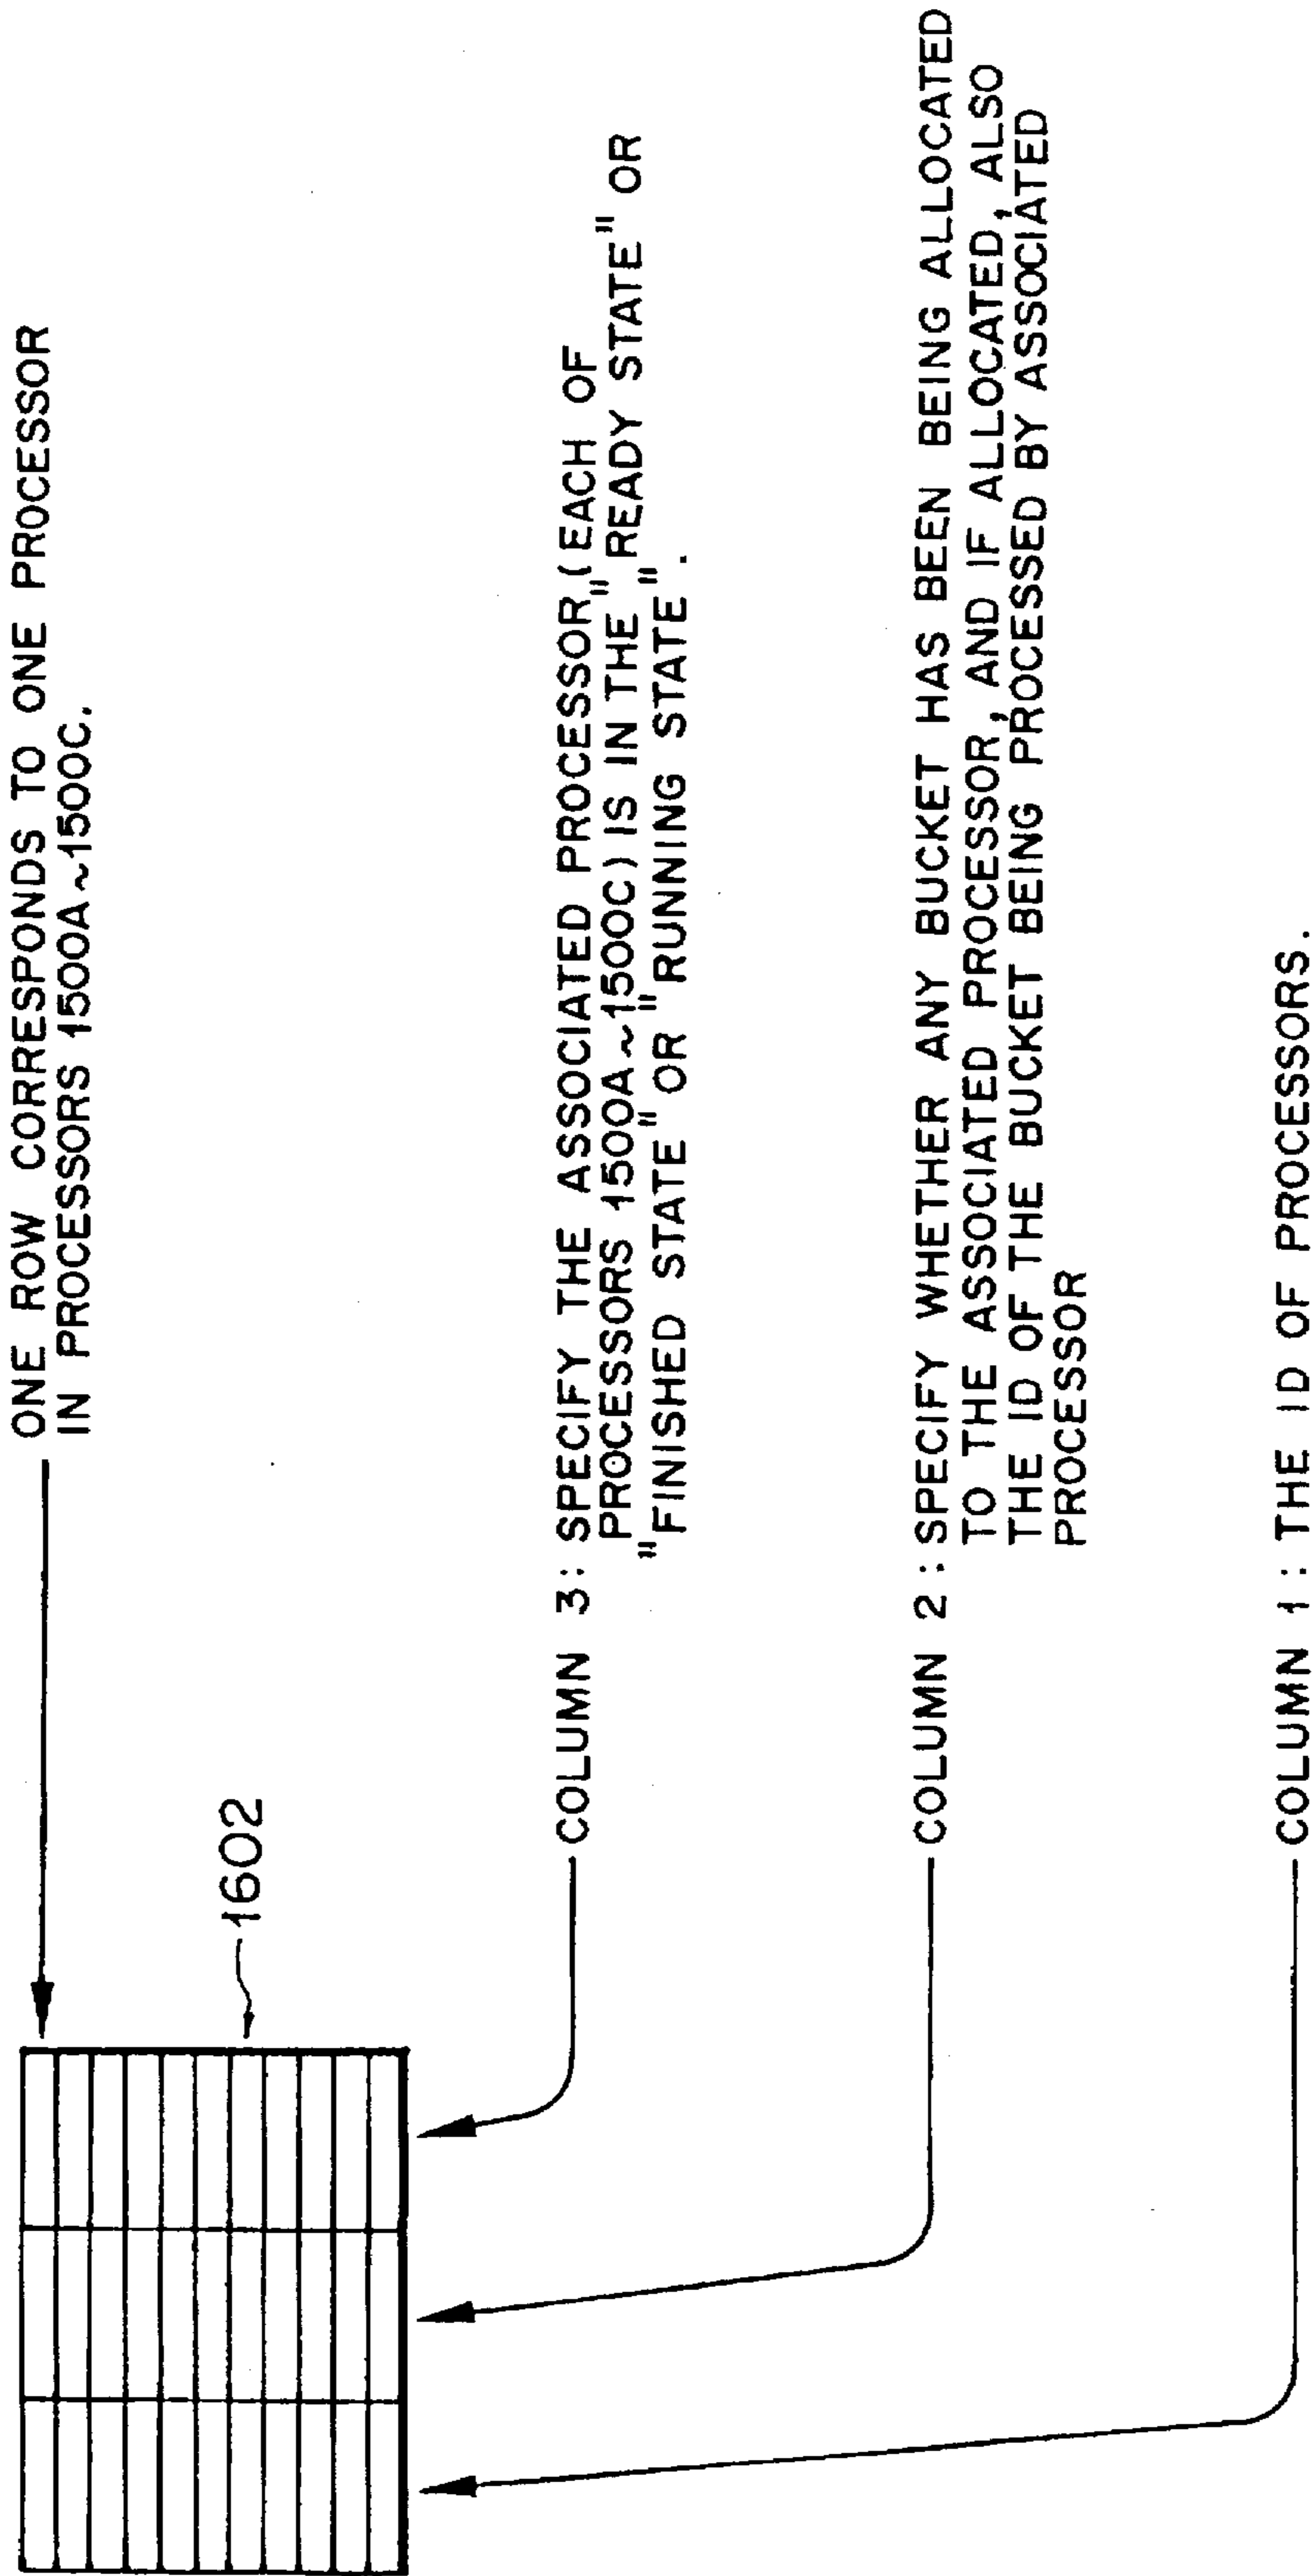 ONE ROW CORRESPONDS TO ONE PROCESSOR
IN PROCESSORS 1500A~1500C.
1602
COLUMN 3: SPECIFY THE ASSOCIATED PROCESSOR (EACH OF
PROCESSORS 1500A~1500C) IS IN THE "READY STATE" OR
"FINISHED STATE" OR "RUNNING STATE".
COLUMN 2: SPECIFY WHETHER ANY BUCKET HAS BEEN BEING ALLOCATED
TO THE ASSOCIATED PROCESSOR, AND IF ALLOCATED, ALSO
THE ID OF THE BUCKET BEING PROCESSED BY ASSOCIATED
PROCESSOR
COLUMN 1: THE ID OF PROCESSORS.